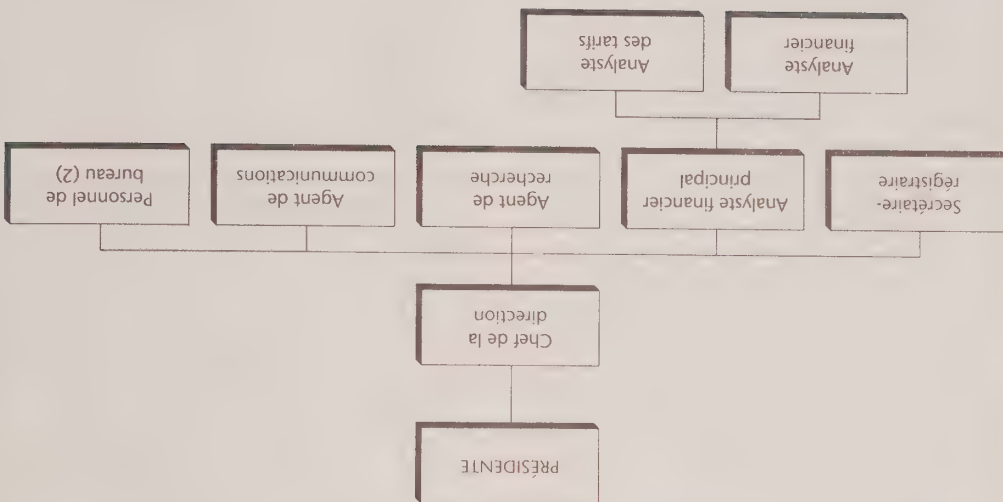 PRÉSIDENTE
Chef de la
direction
Secrétaire-
régistraire
Analyste financier
principal
Agent de
recherche
Agent de
communications
Personnel de
bureau (2)
Analyste
financier
Analyste
des tarifs